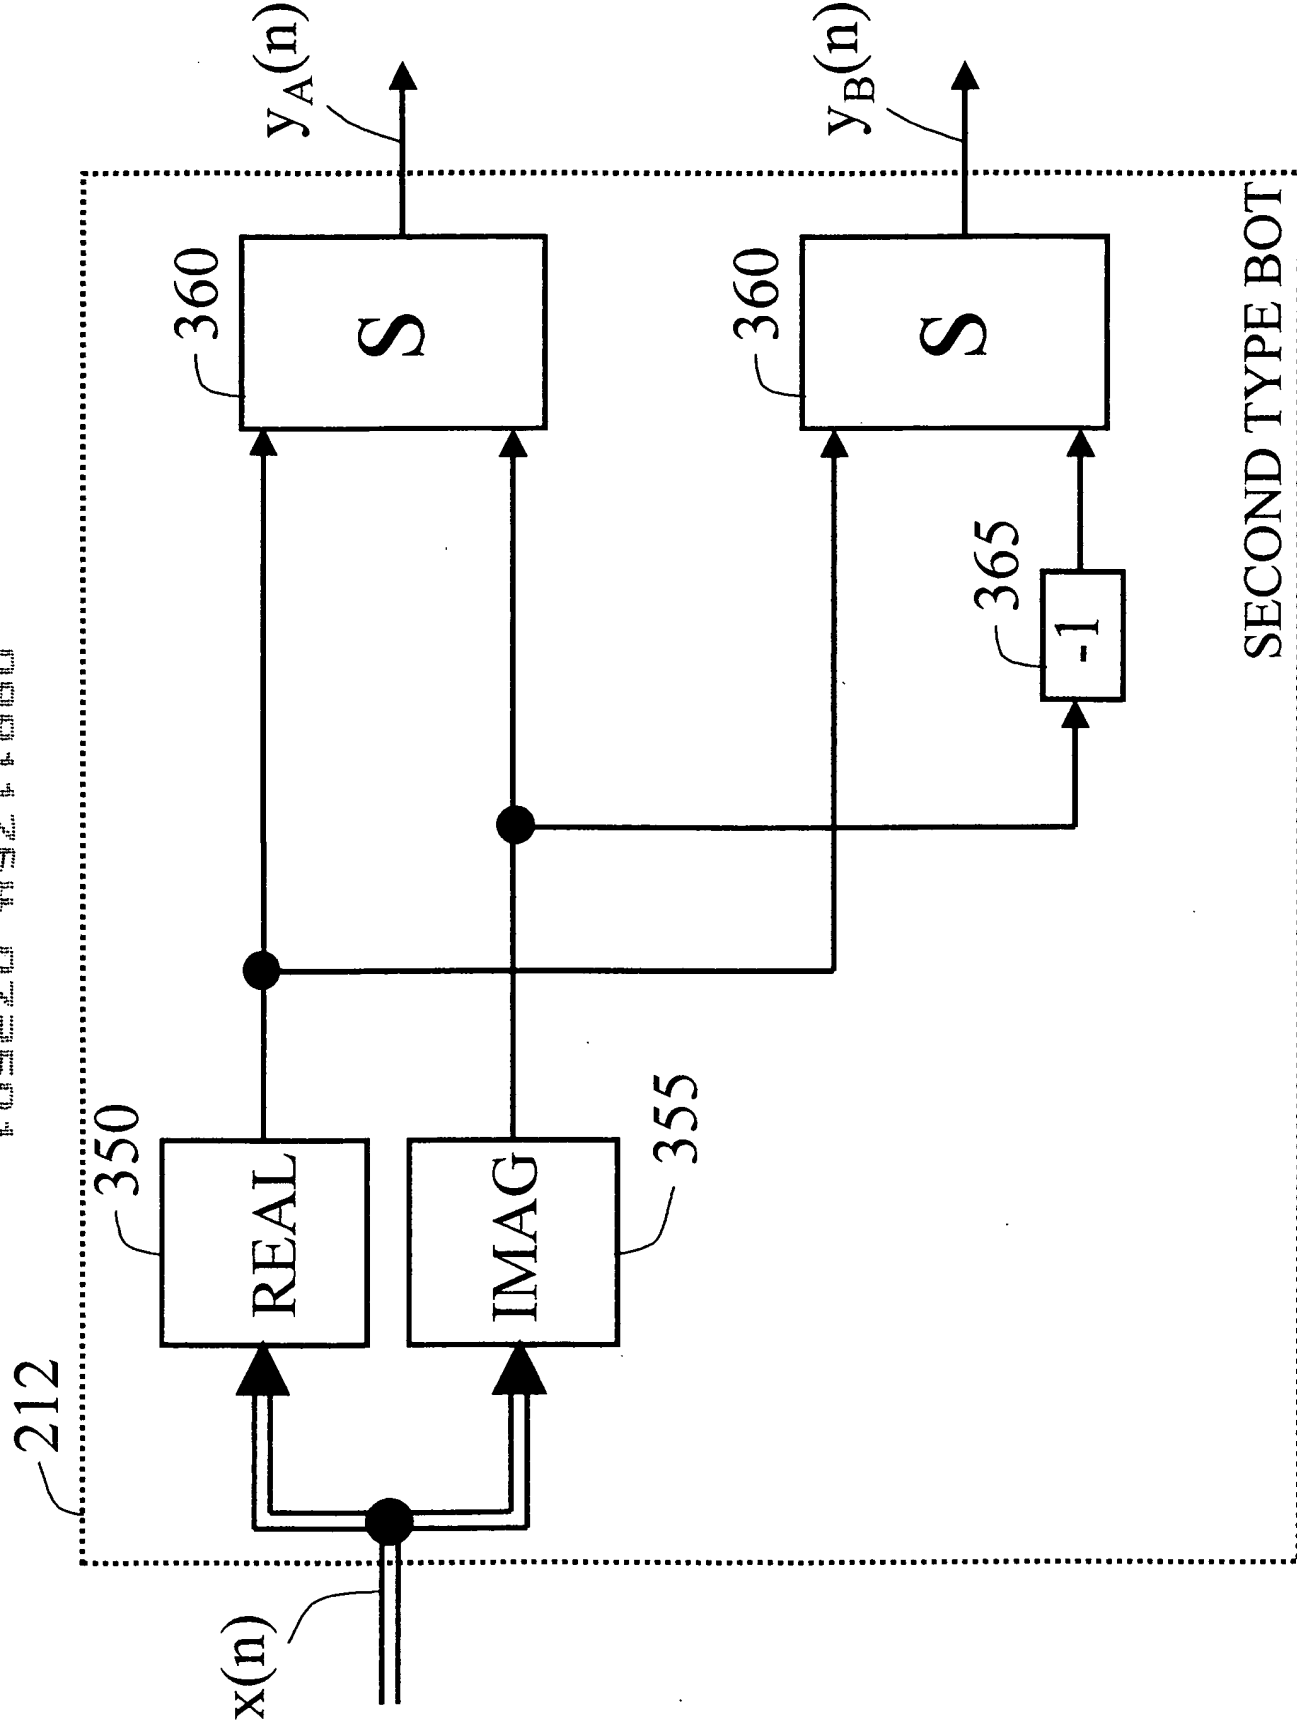 212
x(n)
350
REAL
IMAG
355
360
S
y_A(n)
360
S
y_B(n)
365
-1
SECOND TYPE BOT